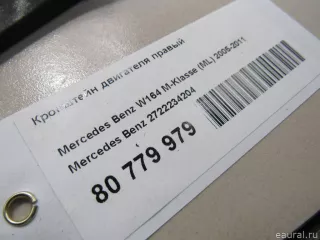 Кронштейн двигателя правый
Mercedes Benz W164 M-Klasse (ML) 2005-2011
Mercedes Benz 2722234204
80 779 979
eaural.ru